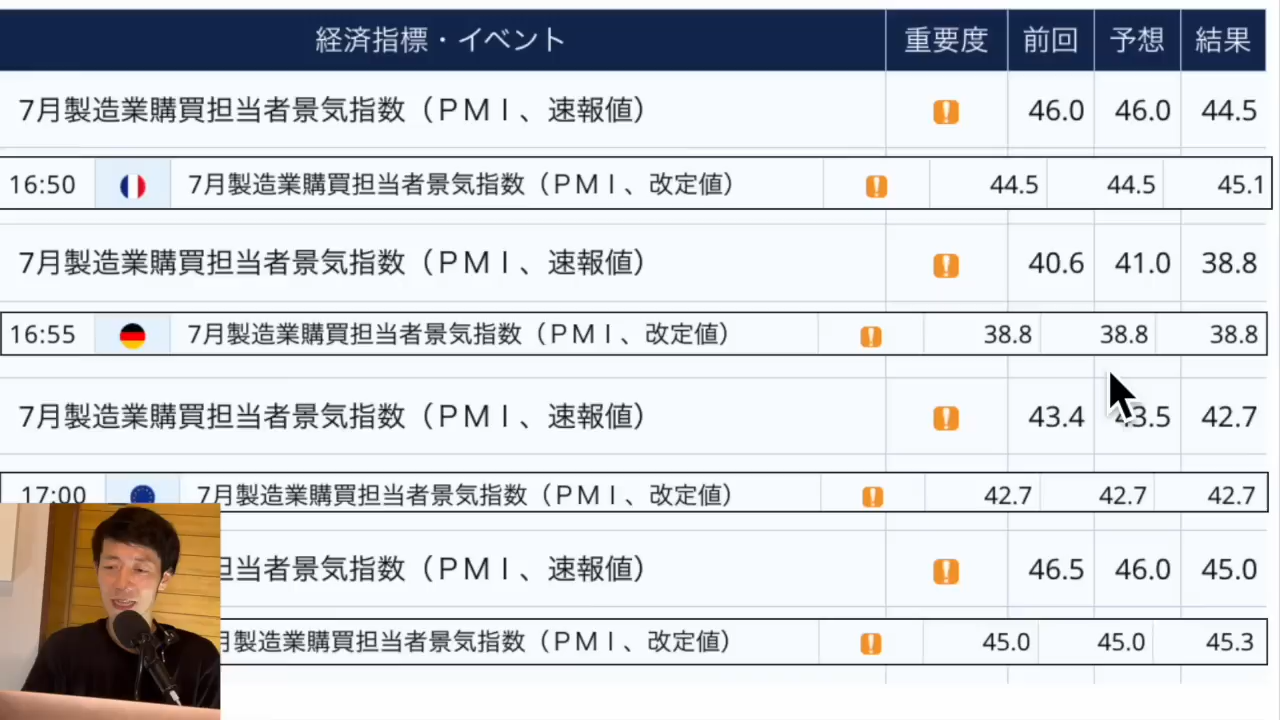 経済指標・イベント 重要度 前回 予想 結果
7月製造業購買担当者景気指数（ＰＭＩ、速報値） 46.0 46.0 44.5
16:50 7月製造業購買担当者景気指数（ＰＭＩ、改定値） 44.5 44.5 45.1
7月製造業購買担当者景気指数（ＰＭＩ、速報値） 40.6 41.0 38.8
16:55 7月製造業購買担当者景気指数（ＰＭＩ、改定値） 38.8 38.8 38.8
7月製造業購買担当者景気指数（ＰＭＩ、速報値） 43.4 43.5 42.7
17:00 7月製造業購買担当者景気指数（ＰＭＩ、改定値） 42.7 42.7 42.7
担当者景気指数（ＰＭＩ、速報値） 46.5 46.0 45.0
月製造業購買担当者景気指数（ＰＭＩ、改定値） 45.0 45.0 45.3